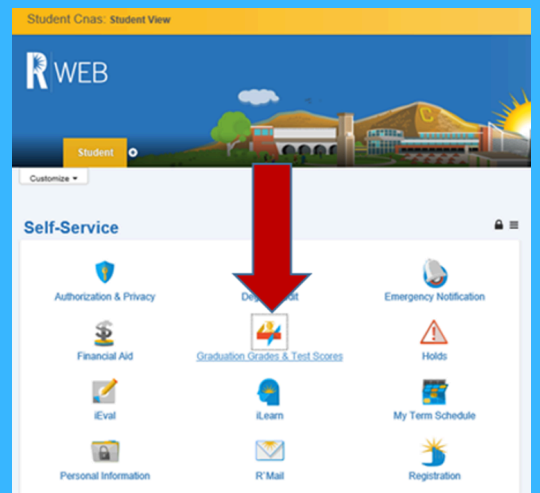 Student Cnas: Student View
R WEB
Student
Customize
Self-Service
Authorization & Privacy
Emergency Notification
Financial Aid
Graduation Grades & Test Scores
Holds
iEval
iLearn
My Term Schedule
Personal Information
R'Mail
Registration